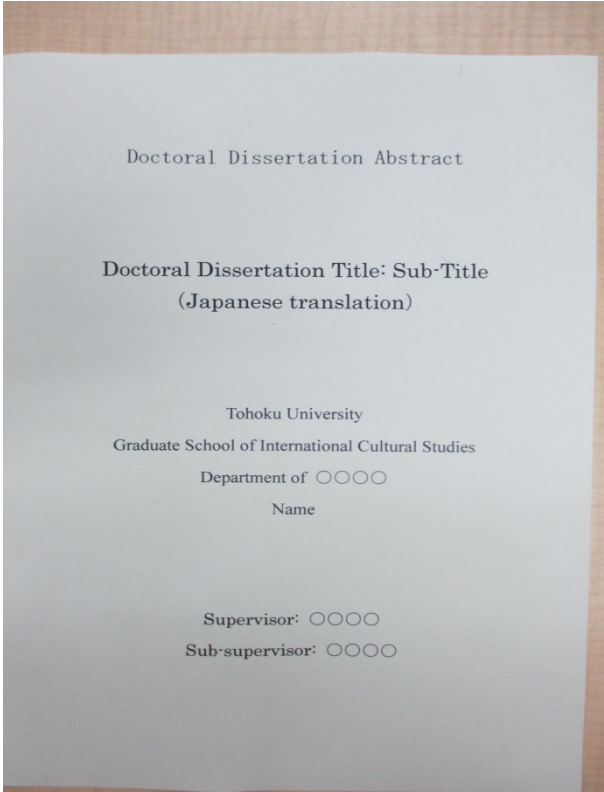 Doctoral Dissertation Abstract
Doctoral Dissertation Title: Sub-Title
(Japanese translation)
Tohoku University
Graduate School of International Cultural Studies
Department of ○○○○
Name
Supervisor: ○○○○
Sub-supervisor: ○○○○